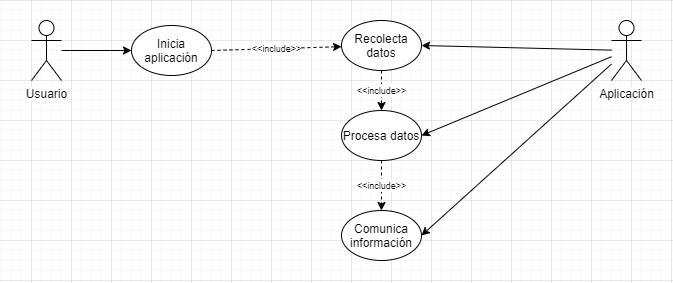 Inicia
aplicación
<<include>>
Recolecta
datos
Usuario
<<include>>
Aplicación
Procesa datos
<<include>>
Comunica
información